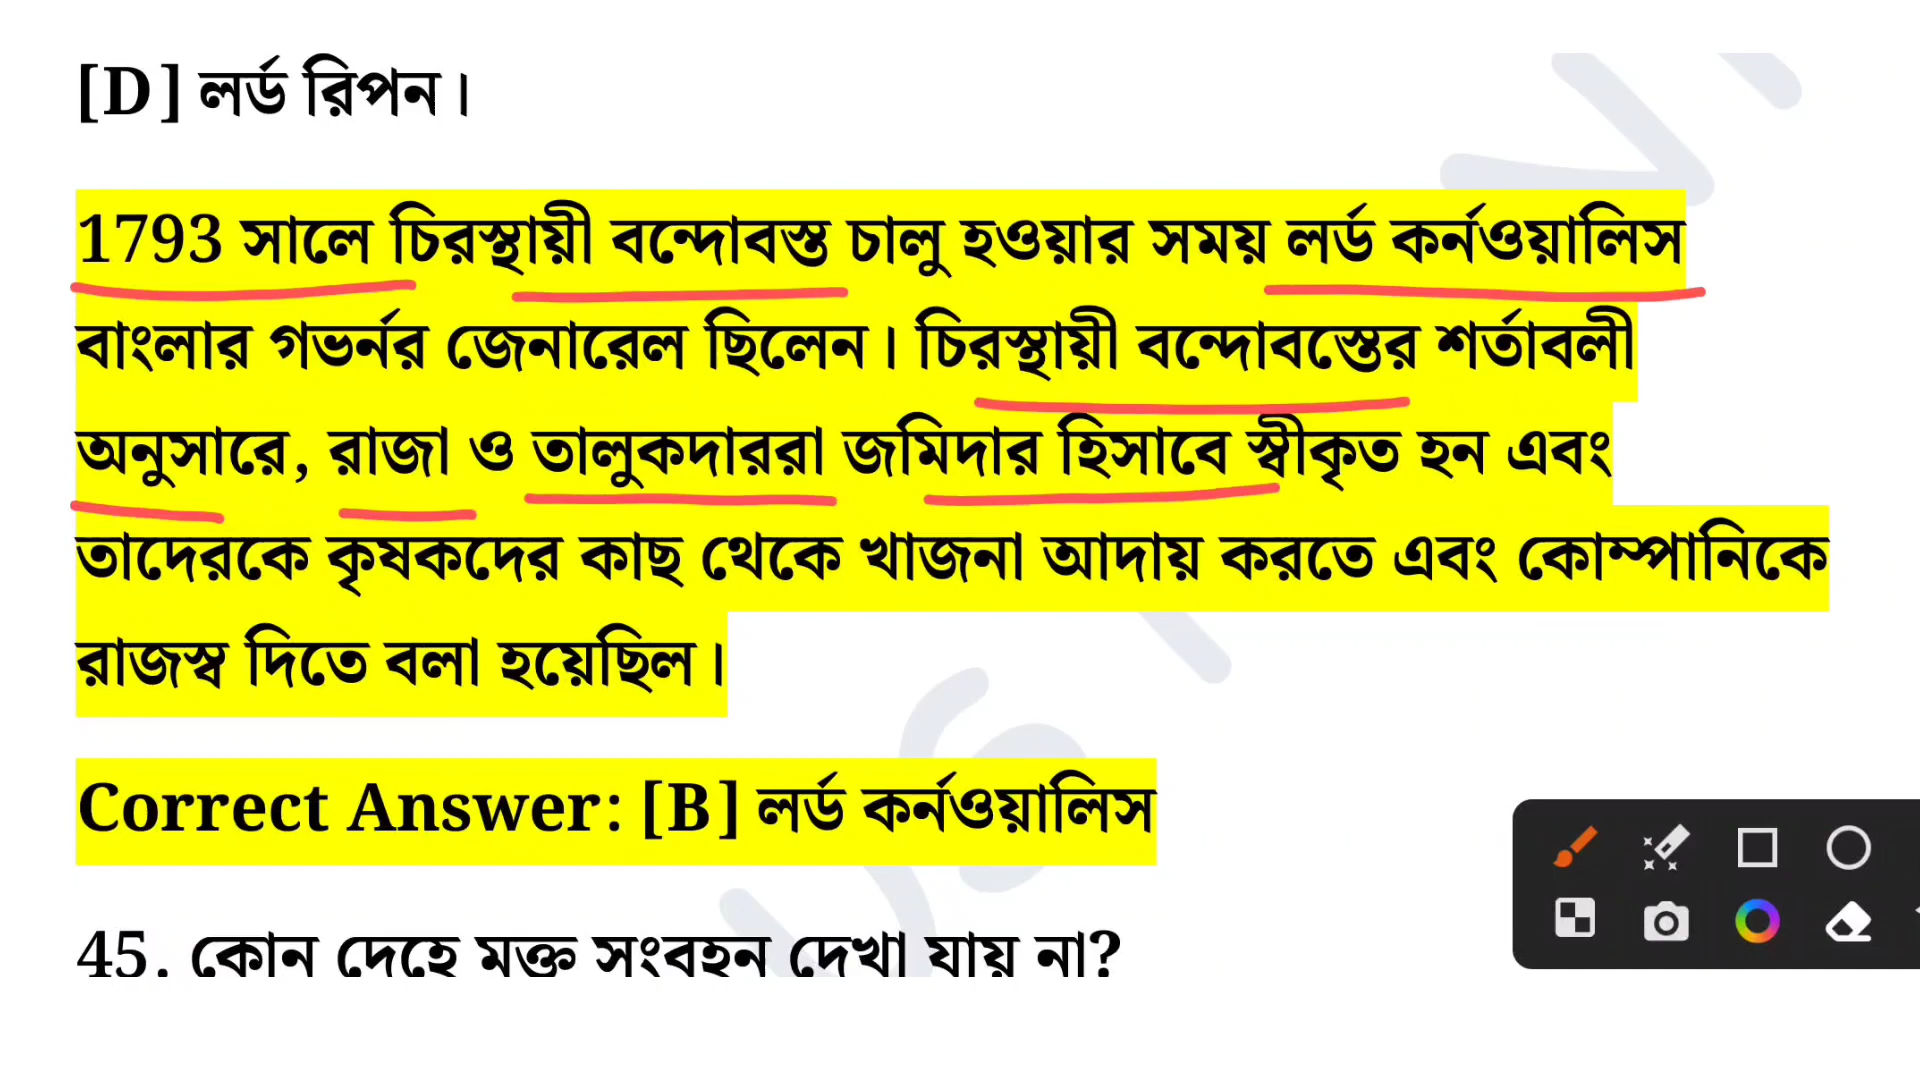 [D] লর্ড রিপন।
1793 সালে চিরস্থায়ী বন্দোবস্ত চালু হওয়ার সময় লর্ড কর্নওয়ালিস
বাংলার গভর্নর জেনারেল ছিলেন। চিরস্থায়ী বন্দোবস্তের শর্তাবলী
অনুসারে, রাজা ও তালুকদাররা জমিদার হিসাবে স্বীকৃত হন এবং
তাদেরকে কৃষকদের কাছ থেকে খাজনা আদায় করতে এবং কোম্পানিকে
রাজস্ব দিতে বলা হয়েছিল।
Correct Answer: [B] লর্ড কর্নওয়ালিস
45. কোন দেহে মুক্ত সংবহন দেখা যায় না?